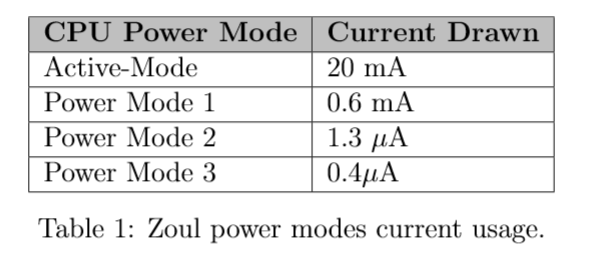 CPU Power Mode Current Drawn
Active-Mode 20 mA
Power Mode 1 0.6 mA
Power Mode 2 1.3 μA
Power Mode 3 0.4μA
Table 1: Zoul power modes current usage.